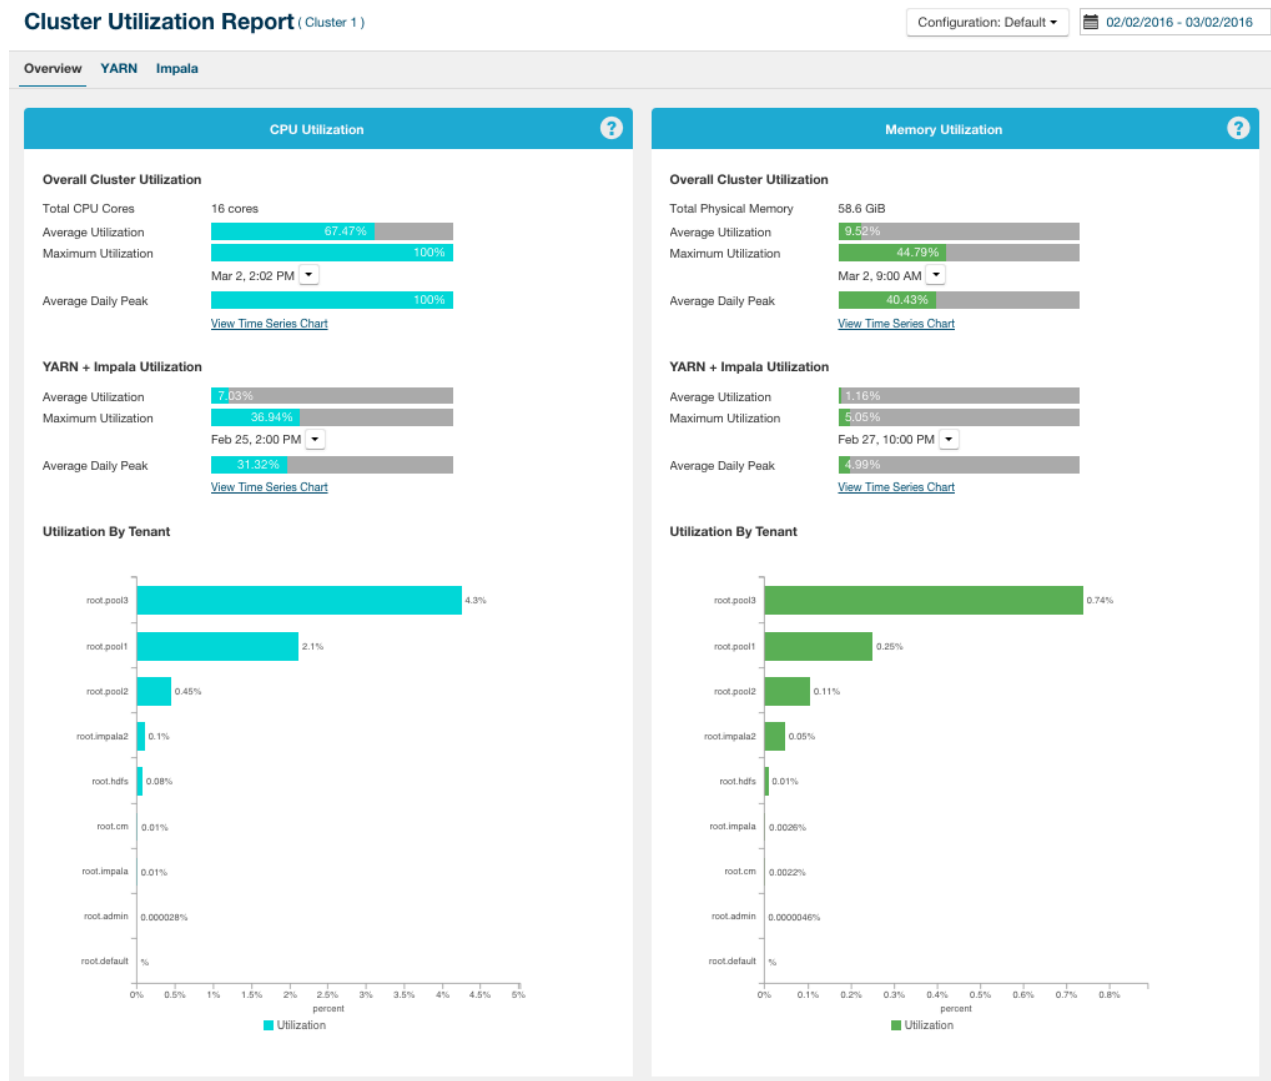 Cluster Utilization Report ( Cluster 1 )
Configuration: Default
02/02/2016 - 03/02/2016
Overview YARN Impala
CPU Utilization
?
Overall Cluster Utilization
Total CPU Cores 16 cores
Average Utilization 67.47%
Maximum Utilization 100%
Mar 2, 2:02 PM
Average Daily Peak 100%
View Time Series Chart
YARN + Impala Utilization
Average Utilization 7.03%
Maximum Utilization 36.94%
Feb 25, 2:00 PM
Average Daily Peak 31.32%
View Time Series Chart
Utilization By Tenant
root.pool3 4.3%
root.pool1 2.1%
root.pool2 0.45%
root.impala2 0.1%
root.hdfs 0.08%
root.cm 0.01%
root.impala 0.01%
root.admin 0.000028%
root.default %
0% 0.5% 1% 1.5% 2% 2.5% 3% 3.5% 4% 4.5% 5%
percent
Utilization
Memory Utilization
?
Overall Cluster Utilization
Total Physical Memory 58.6 GiB
Average Utilization 9.52%
Maximum Utilization 44.79%
Mar 2, 9:00 AM
Average Daily Peak 40.43%
View Time Series Chart
YARN + Impala Utilization
Average Utilization 1.16%
Maximum Utilization 5.05%
Feb 27, 10:00 PM
Average Daily Peak 4.99%
View Time Series Chart
Utilization By Tenant
root.pool3 0.74%
root.pool1 0.25%
root.pool2 0.11%
root.impala2 0.05%
root.hdfs 0.01%
root.impala 0.0026%
root.cm 0.0022%
root.admin 0.0000046%
root.default %
0% 0.1% 0.2% 0.3% 0.4% 0.5% 0.6% 0.7% 0.8%
percent
Utilization